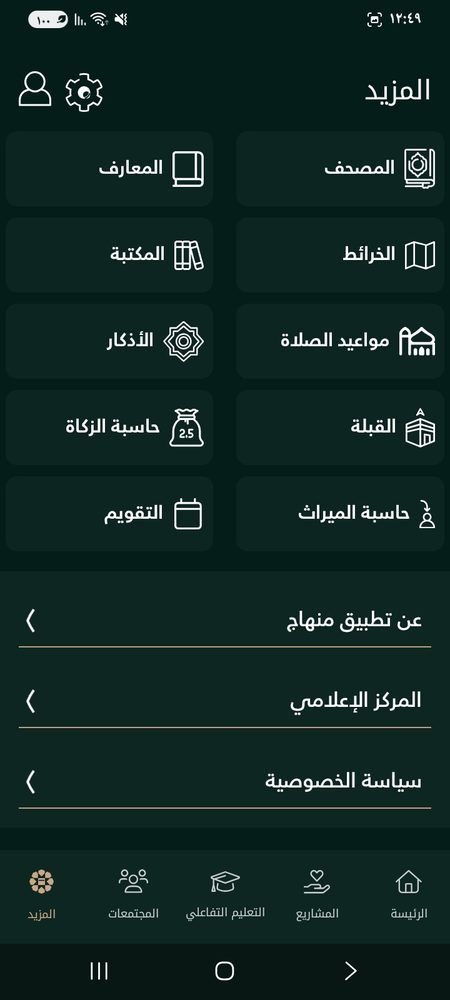 ١٢:٤٩
١٠٠
المزيد
المصحف
المعارف
الخرائط
المكتبة
مواعيد الصلاة
الأذكار
القبلة
حاسبة الزكاة
2.5
حاسبة الميراث
التقويم
عن تطبيق منهاج
المركز الإعلامي
سياسة الخصوصية
الرئيسة
المشاريع
التعليم التفاعلي
المجتمعات
المزيد